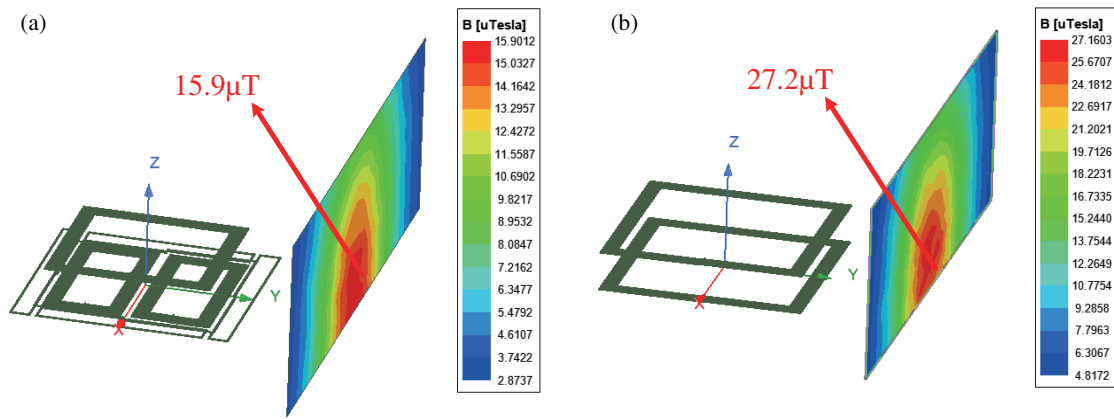 (a)
15.9μT
Z
Y
X
B [uTesla]
15.9012
15.0327
14.1642
13.2957
12.4272
11.5587
10.6902
9.8217
8.9532
8.0847
7.2162
6.3477
5.4792
4.6107
3.7422
2.8737
(b)
27.2μT
Z
Y
X
B [uTesla]
27.1603
25.6707
24.1812
22.6917
21.2021
19.7126
18.2231
16.7335
15.2440
13.7544
12.2649
10.7754
9.2858
7.7963
6.3067
4.8172